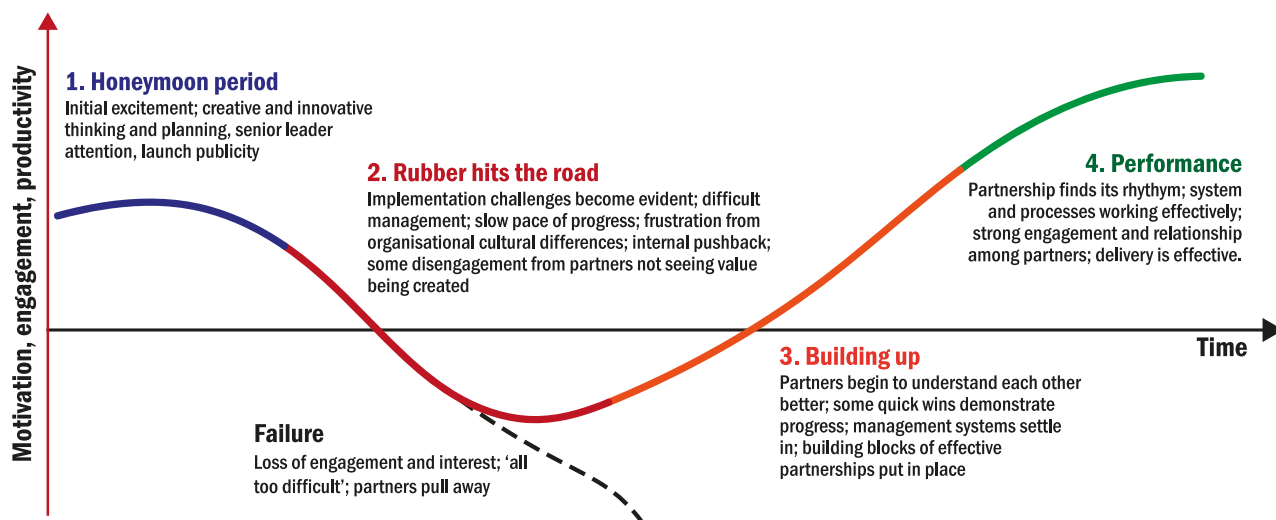 Motivation, engagement, productivity
1. Honeymoon period
Initial excitement; creative and innovative
thinking and planning, senior leader
attention, launch publicity
2. Rubber hits the road
Implementation challenges become evident; difficult
management; slow pace of progress; frustration from
organisational cultural differences; internal pushback;
some disengagement from partners not seeing value
being created
4. Performance
Partnership finds its rhythym; system
and processes working effectively;
strong engagement and relationship
among partners; delivery is effective.
Time
3. Building up
Partners begin to understand each other
better; some quick wins demonstrate
progress; management systems settle
in; building blocks of effective
partnerships put in place
Failure
Loss of engagement and interest; ‘all
too difficult’; partners pull away